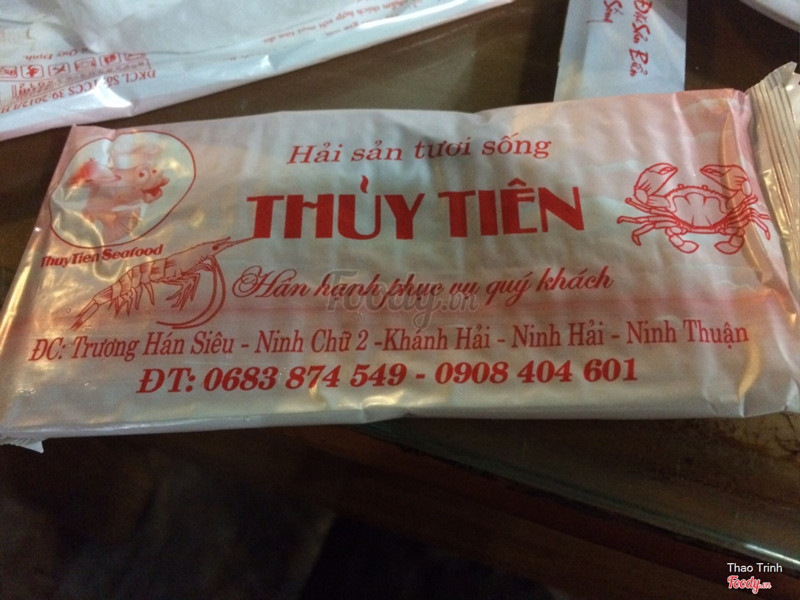 Hải sản tươi sống
THỦY TIÊN
ThuyTien Seafood
Hân hạnh phục vụ quý khách
Foody.vn
ĐC: Trương Hán Siêu - Ninh Chữ 2 -Khánh Hải - Ninh Hải - Ninh Thuận
ĐT: 0683 874 549 - 0908 404 601
Thao Trinh
Foody.vn